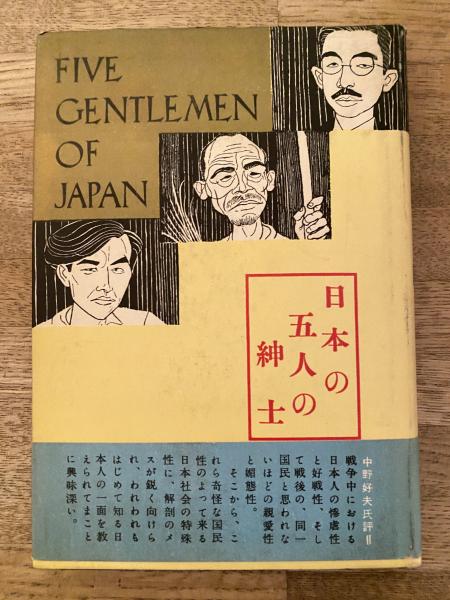 FIVE
GENTLEMEN
OF
JAPAN
日本の
五人の
紳士
中野好夫氏評＝
戦争中における
日本人の惨虐性
と好戦性、そし
て戦後の、同一
国民と思われな
いほどの親愛性
と媚態性。
そこから、こ
れら奇怪な国民
性のよって来る
日本社会の特殊
性に、解剖のメ
スが鋭く向けら
れ、われわれも
はじめて知る日
本人の一面を教
えられてまこと
に興味深い。